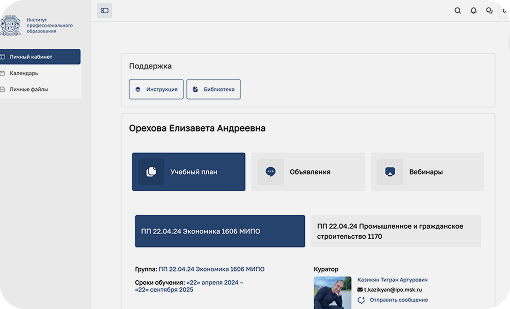 Институт
профессионального
образования
Личный кабинет
Календарь
Личные файлы
Поддержка
Инструкция
Библиотека
Орехова Елизавета Андреевна
Учебный план
Объявления
Вебинары
ПП 22.04.24 Экономика 1606 МИПО
ПП 22.04.24 Промышленное и гражданское
строительство 1170
Группа: ПП 22.04.24 Экономика 1606 МИПО
Сроки обучения: «22» апреля 2024 –
«22» сентября 2025
Куратор
Казикян Тигран Артурович
t.kazikyan@ipo.msk.ru
Отправить сообщение